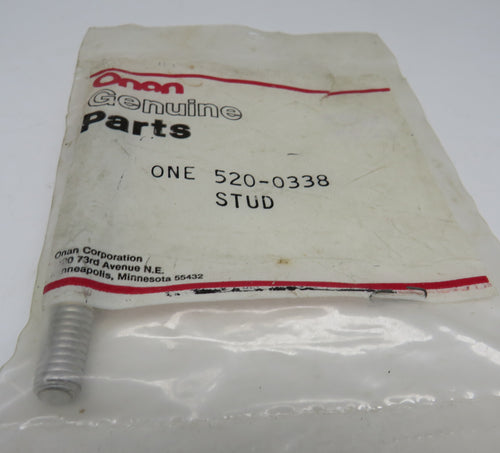 Onan
Genuine
Parts
ONE 520-0338
STUD
Onan Corporation
73rd Avenue N.E.
Minnesota 55432